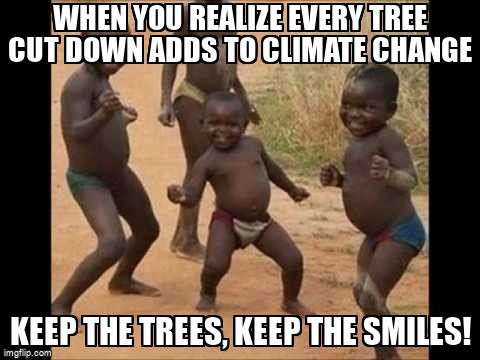 WHEN YOU REALIZE EVERY TREE
CUT DOWN ADDS TO CLIMATE CHANGE
KEEP THE TREES, KEEP THE SMILES!
imgflip.com